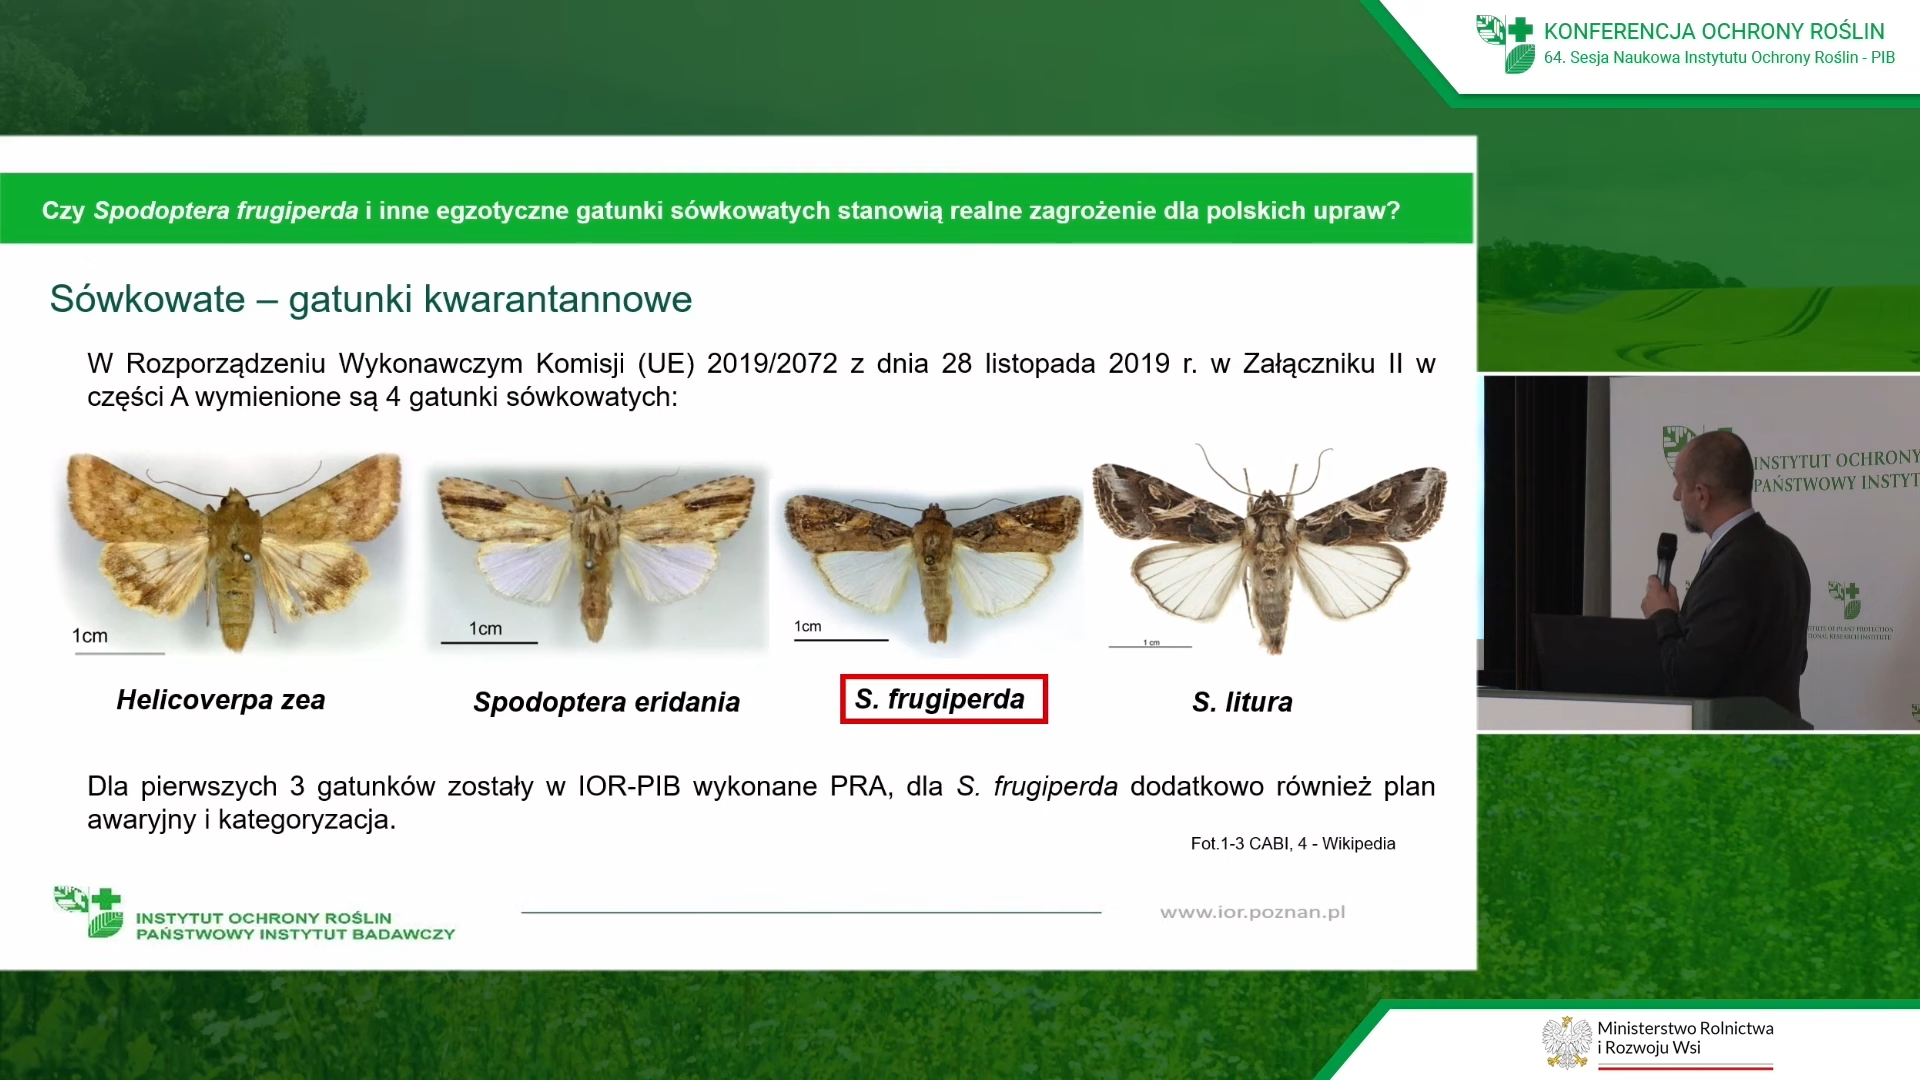 KONFERENCJA OCHRONY ROŚLIN
64. Sesja Naukowa Instytutu Ochrony Roślin - PIB
Czy Spodoptera frugiperda i inne egzotyczne gatunki sówkowatych stanowią realne zagrożenie dla polskich upraw?
Sówkowate – gatunki kwarantannowe
W Rozporządzeniu Wykonawczym Komisji (UE) 2019/2072 z dnia 28 listopada 2019 r. w Załączniku II w
części A wymienione są 4 gatunki sówkowatych:
1cm
1cm
1cm
1 cm
Helicoverpa zea
Spodoptera eridania
S. frugiperda
S. litura
Dla pierwszych 3 gatunków zostały w IOR-PIB wykonane PRA, dla S. frugiperda dodatkowo również plan
awaryjny i kategoryzacja.
Fot.1-3 CABI, 4 - Wikipedia
INSTYTUT OCHRONY ROŚLIN
PAŃSTWOWY INSTYTUT BADAWCZY
www.ior.poznan.pl
INSTYTUT OCHRONY
PAŃSTWOWY INSTYT
Ministerstwo Rolnictwa
i Rozwoju Wsi